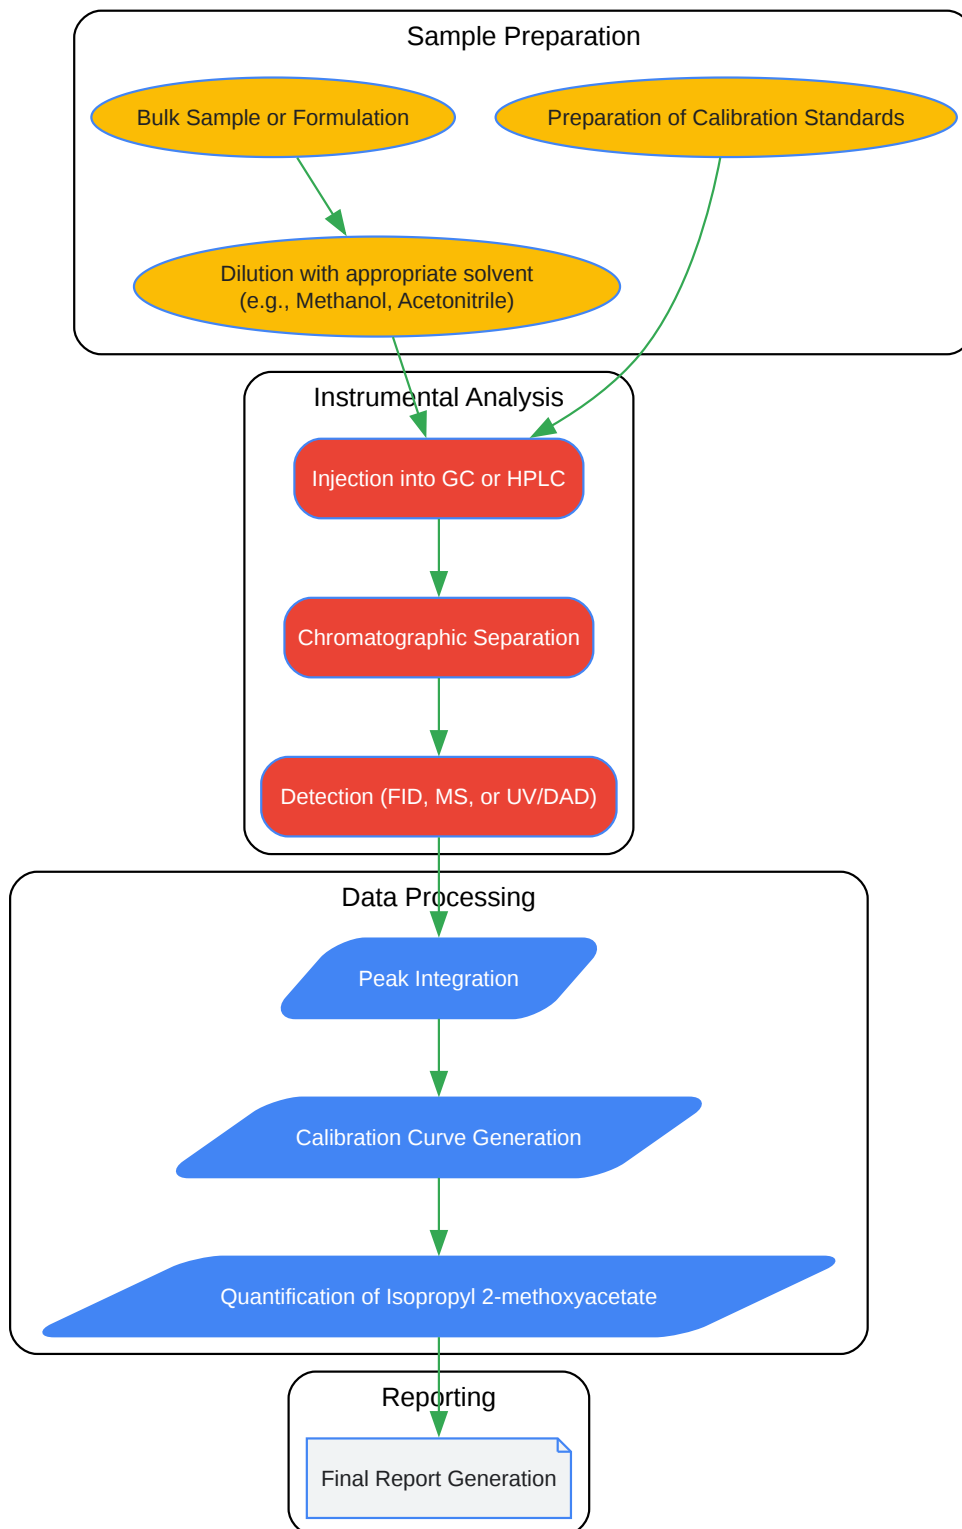 Sample Preparation
Bulk Sample or Formulation
Preparation of Calibration Standards
Dilution with appropriate solvent
(e.g., Methanol, Acetonitrile)
Instrumental Analysis
Injection into GC or HPLC
Chromatographic Separation
Detection (FID, MS, or UV/DAD)
Data Processing
Peak Integration
Calibration Curve Generation
Quantification of Isopropyl 2-methoxyacetate
Reporting
Final Report Generation